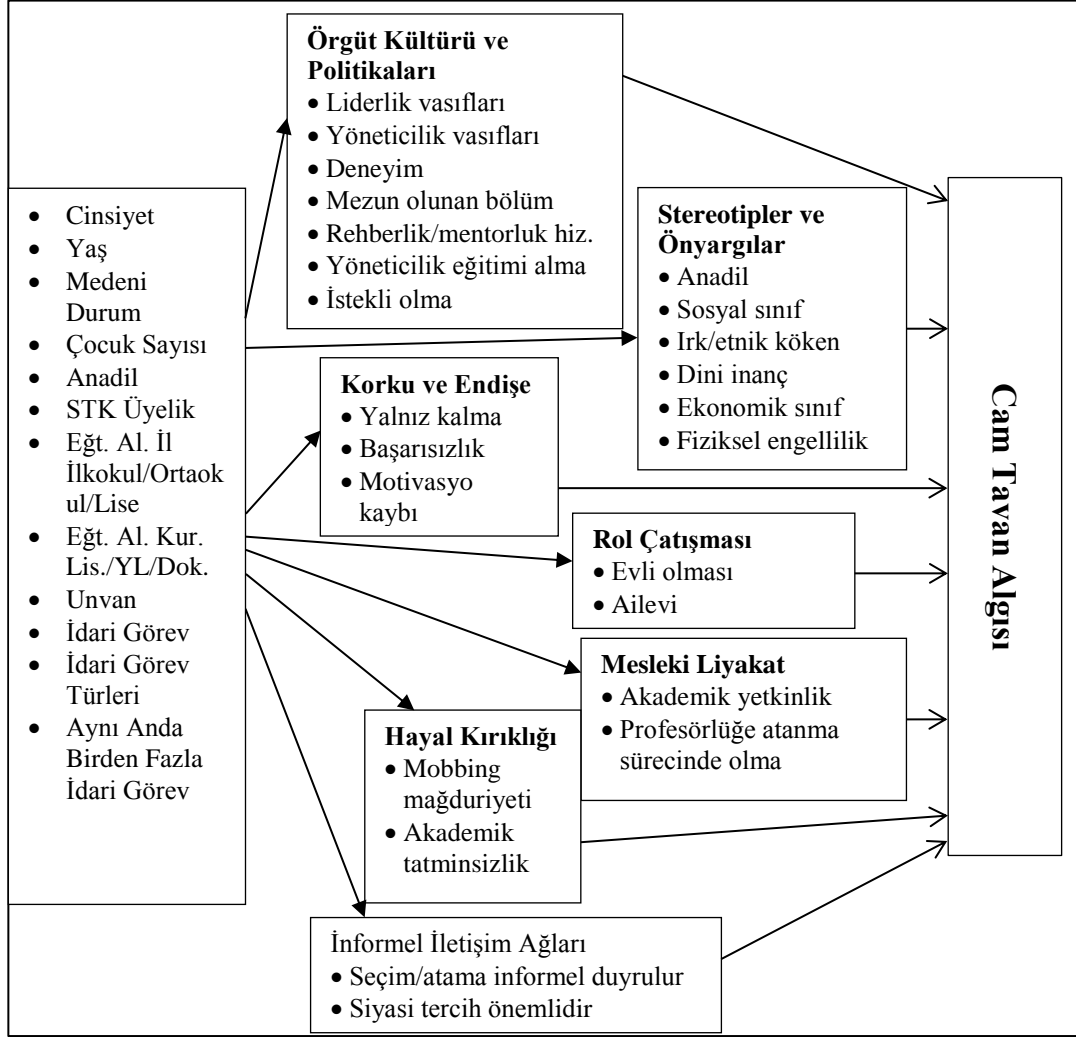 Örgüt Kültürü ve
Politikaları
• Liderlik vasıfları
• Yöneticilik vasıfları
• Deneyim
• Mezun olunan bölüm
• Rehberlik/mentorluk hiz.
• Yöneticilik eğitimi alma
• İstekli olma
• Cinsiyet
• Yaş
• Medeni
Durum
• Çocuk Sayısı
• Anadil
• STK Üyelik
• Eğt. Al. İl
İlkokul/Ortaok
ul/Lise
• Eğt. Al. Kur.
Lis./YL/Dok.
• Unvan
• İdari Görev
• İdari Görev
Türleri
• Aynı Anda
Birden Fazla
İdari Görev
Stereotipler ve
Önyargılar
• Anadil
• Sosyal sınıf
• Irk/etnik köken
• Dini inanç
• Ekonomik sınıf
• Fiziksel engellilik
Korku ve Endişe
• Yalnız kalma
• Başarısızlık
• Motivasyo
kaybı
Rol Çatışması
• Evli olması
• Ailevi
Mesleki Liyakat
• Akademik yetkinlik
• Profesörlüğe atanma
sürecinde olma
Hayal Kırıklığı
• Mobbing
mağduriyeti
• Akademik
tatminsizlik
İnformel İletişim Ağları
• Seçim/atama informel duyrulur
• Siyasi tercih önemlidir
Cam Tavan Algısı